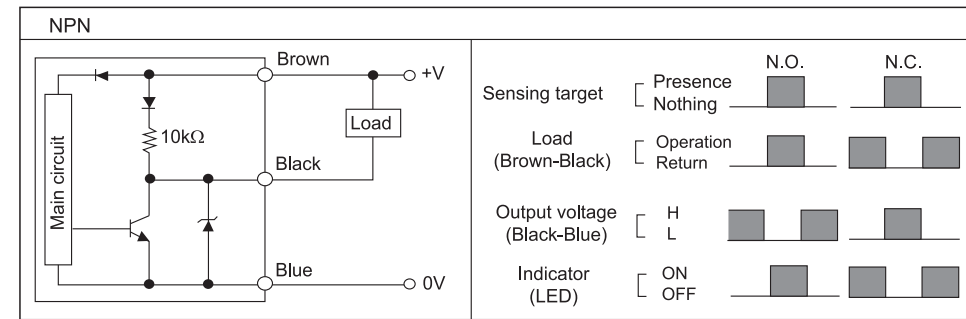 NPN
Brown
+V
10kΩ
Load
Main circuit
Black
Blue
0V
N.O. N.C.
Sensing target Presence
Nothing
Load
(Brown-Black) Operation
Return
Output voltage
(Black-Blue) H
L
Indicator
(LED) ON
OFF